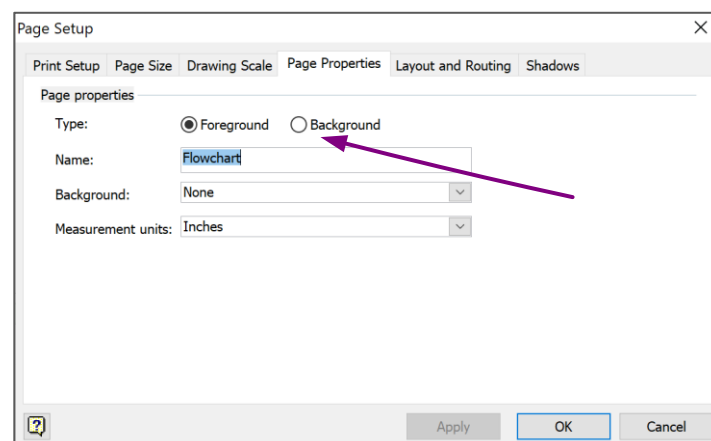 Page Setup
Print Setup Page Size Drawing Scale Page Properties Layout and Routing Shadows
Page properties
Type: Foreground Background
Name: Flowchart
Background: None
Measurement units: Inches
? Apply OK Cancel